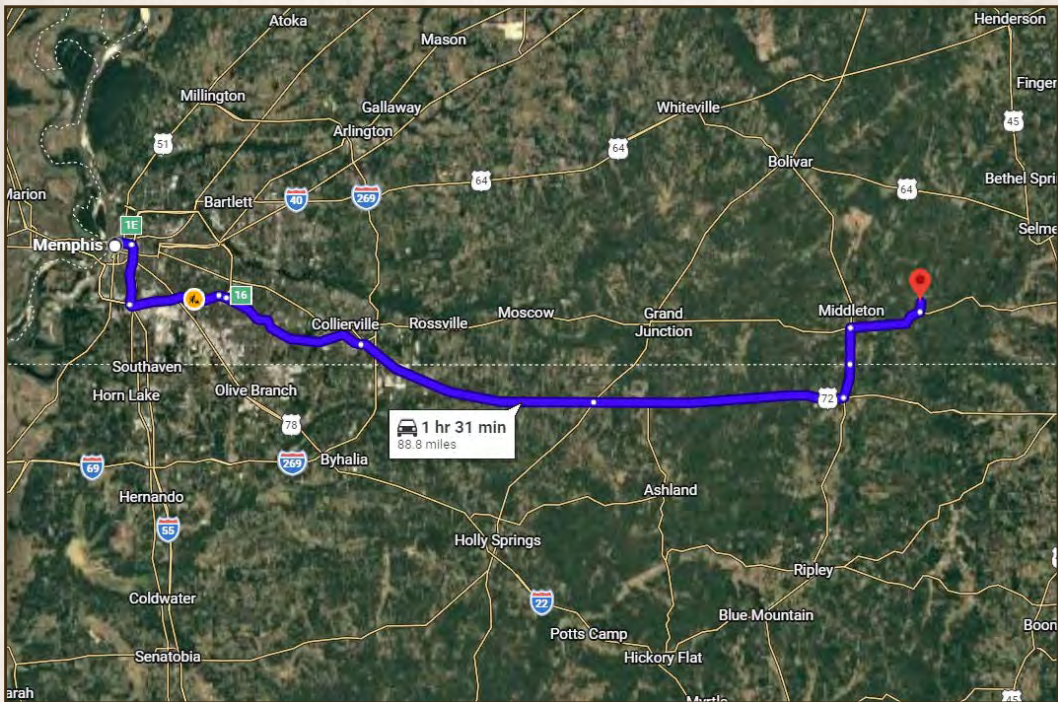 Atoka
Henderson
Mason
Millington
Gallaway
Whiteville
Finger
51
Arlington
45
64
Bolivar
64
64
Marion
Bartlett
40
269
Bethel Spri
1E
Selme
Memphis
16
Collierville
Rossville
Moscow
Grand
Junction
Middleton
Southaven
Horn Lake
Olive Branch
72
78
1 hr 31 min
88.8 miles
69
269
Byhalia
Hernando
Ashland
55
Holly Springs
Ripley
Coldwater
22
Blue Mountain
Potts Camp
Boon
Senatobia
Hickory Flat
arah
Myrtle
45